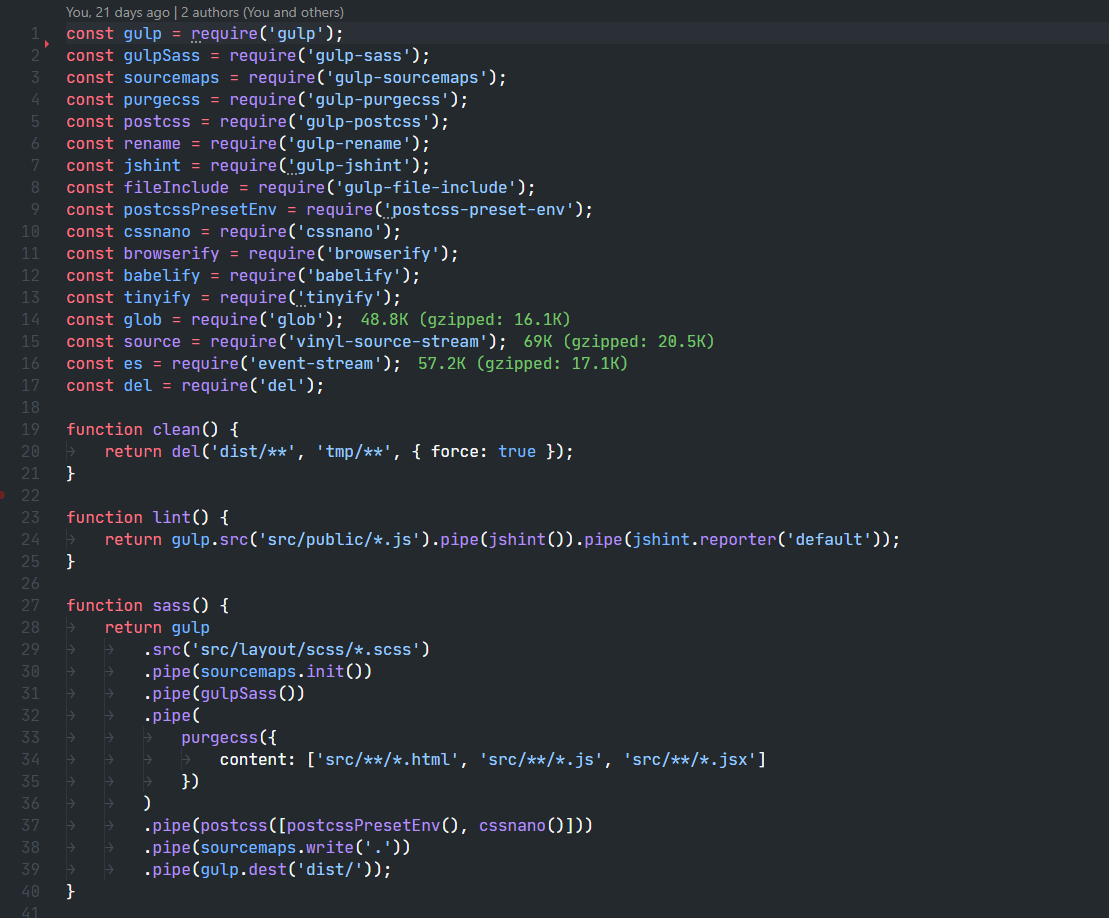 You, 21 days ago | 2 authors (You and others)
1 const gulp = require('gulp');
2 const gulpSass = require('gulp-sass');
3 const sourcemaps = require('gulp-sourcemaps');
4 const purgecss = require('gulp-purgecss');
5 const postcss = require('gulp-postcss');
6 const rename = require('gulp-rename');
7 const jshint = require('gulp-jshint');
8 const fileInclude = require('gulp-file-include');
9 const postcssPresetEnv = require('postcss-preset-env');
10 const cssnano = require('cssnano');
11 const browserify = require('browserify');
12 const babelify = require('babelify');
13 const tinyify = require('tinyify');
14 const glob = require('glob'); 48.8K (gzipped: 16.1K)
15 const source = require('vinyl-source-stream'); 69K (gzipped: 20.5K)
16 const es = require('event-stream'); 57.2K (gzipped: 17.1K)
17 const del = require('del');
18
19 function clean() {
20 → return del('dist/**', 'tmp/**', { force: true });
21 }
22
23 function lint() {
24 → return gulp.src('src/public/*.js').pipe(jshint()).pipe(jshint.reporter('default'));
25 }
26
27 function sass() {
28 → return gulp
29 → → .src('src/layout/scss/*.scss')
30 → → .pipe(sourcemaps.init())
31 → → .pipe(gulpSass())
32 → → .pipe(
33 → → → purgecss({
34 → → → → content: ['src/**/*.html', 'src/**/*.js', 'src/**/*.jsx']
35 → → → })
36 → → )
37 → → .pipe(postcss([postcssPresetEnv(), cssnano()]))
38 → → .pipe(sourcemaps.write('.'))
39 → → .pipe(gulp.dest('dist/'));
40 }
41